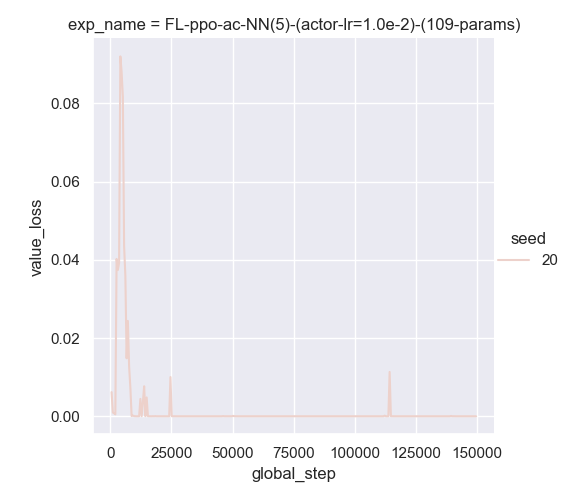 exp_name = FL-ppo-ac-NN(5)-(actor-lr=1.0e-2)-(109-params)
0.08
0.06
0.04
0.02
0.00
value_loss
0 25000 50000 75000 100000 125000 150000
global_step
seed
20